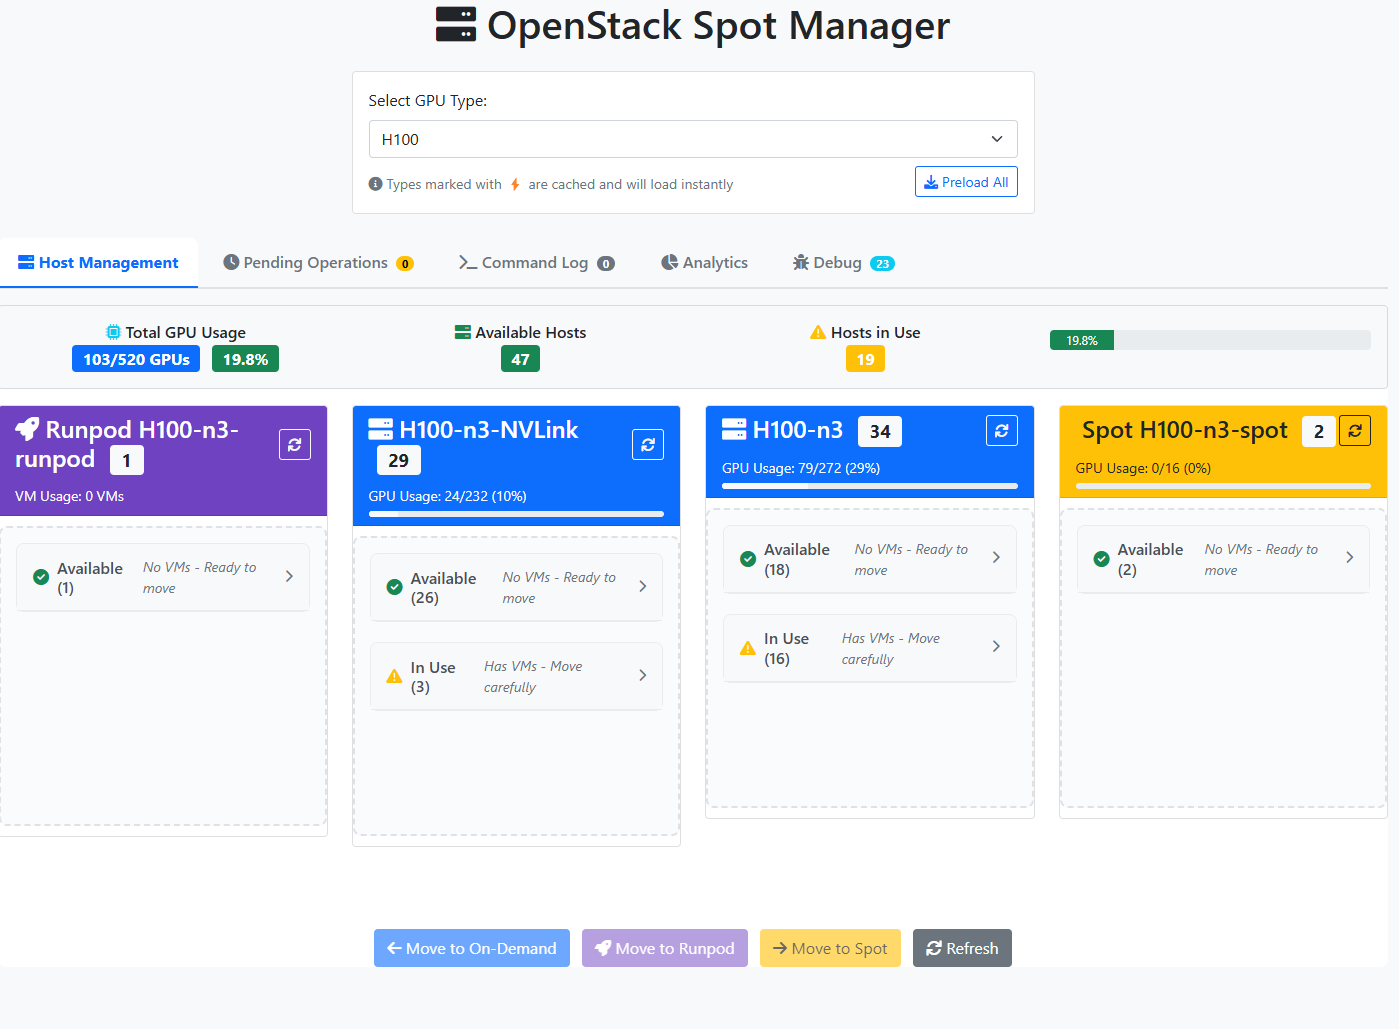 OpenStack Spot Manager
Select GPU Type:
H100
Types marked with are cached and will load instantly
Preload All
Host Management
Pending Operations 0
Command Log 0
Analytics
Debug 23
Total GPU Usage
103/520 GPUs 19.8%
Available Hosts
47
Hosts in Use
19
19.8%
Runpod H100-n3-
runpod 1
VM Usage: 0 VMs
Available
(1)
No VMs - Ready to
move
H100-n3-NVLink
29
GPU Usage: 24/232 (10%)
Available
(26)
No VMs - Ready to
move
In Use
(3)
Has VMs - Move
carefully
H100-n3 34
GPU Usage: 79/272 (29%)
Available
(18)
No VMs - Ready to
move
In Use
(16)
Has VMs - Move
carefully
Spot H100-n3-spot 2
GPU Usage: 0/16 (0%)
Available
(2)
No VMs - Ready to
move
Move to On-Demand
Move to Runpod
Move to Spot
Refresh